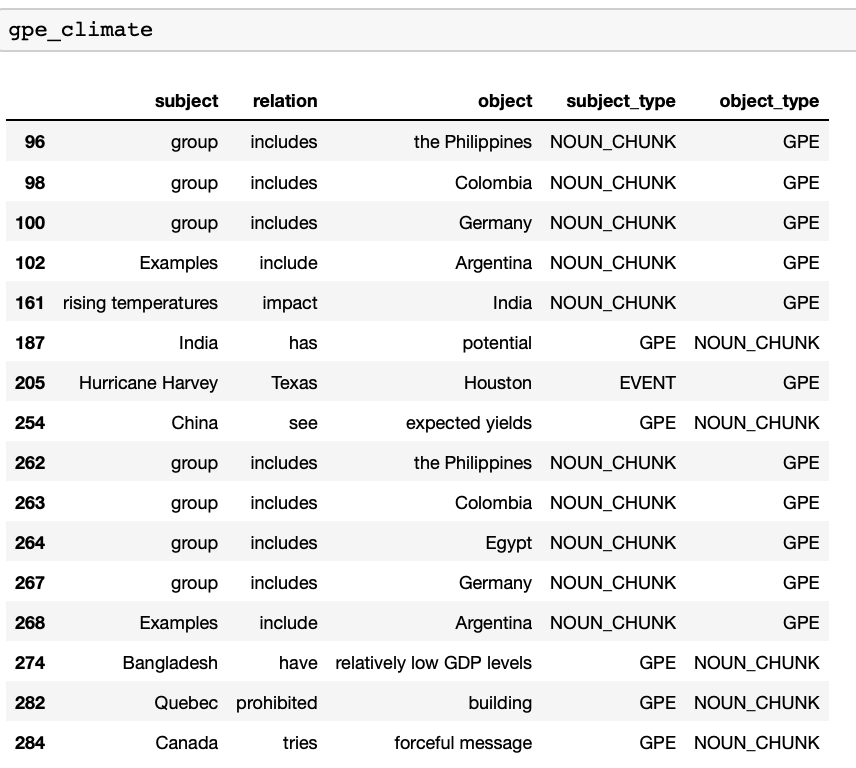 gpe_climate
subject relation object subject_type object_type
96 group includes the Philippines NOUN_CHUNK GPE
98 group includes Colombia NOUN_CHUNK GPE
100 group includes Germany NOUN_CHUNK GPE
102 Examples include Argentina NOUN_CHUNK GPE
161 rising temperatures impact India NOUN_CHUNK GPE
187 India has potential GPE NOUN_CHUNK
205 Hurricane Harvey Texas Houston EVENT GPE
254 China see expected yields GPE NOUN_CHUNK
262 group includes the Philippines NOUN_CHUNK GPE
263 group includes Colombia NOUN_CHUNK GPE
264 group includes Egypt NOUN_CHUNK GPE
267 group includes Germany NOUN_CHUNK GPE
268 Examples include Argentina NOUN_CHUNK GPE
274 Bangladesh have relatively low GDP levels GPE NOUN_CHUNK
282 Quebec prohibited building GPE NOUN_CHUNK
284 Canada tries forceful message GPE NOUN_CHUNK